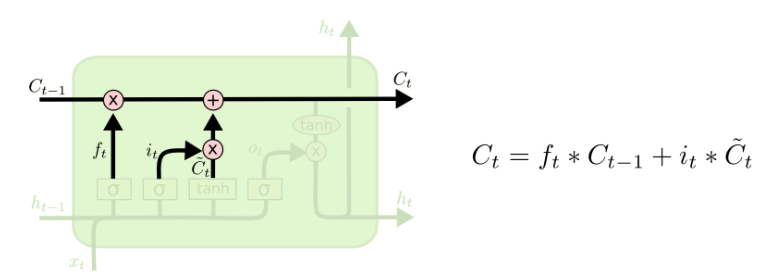 h_t
C_{t-1} x + C_t
tanh
f_t i_t x C̃_t o_t x
σ σ tanh σ
h_{t-1} h_t
x_t
C_t = f_t * C_{t-1} + i_t * C̃_t